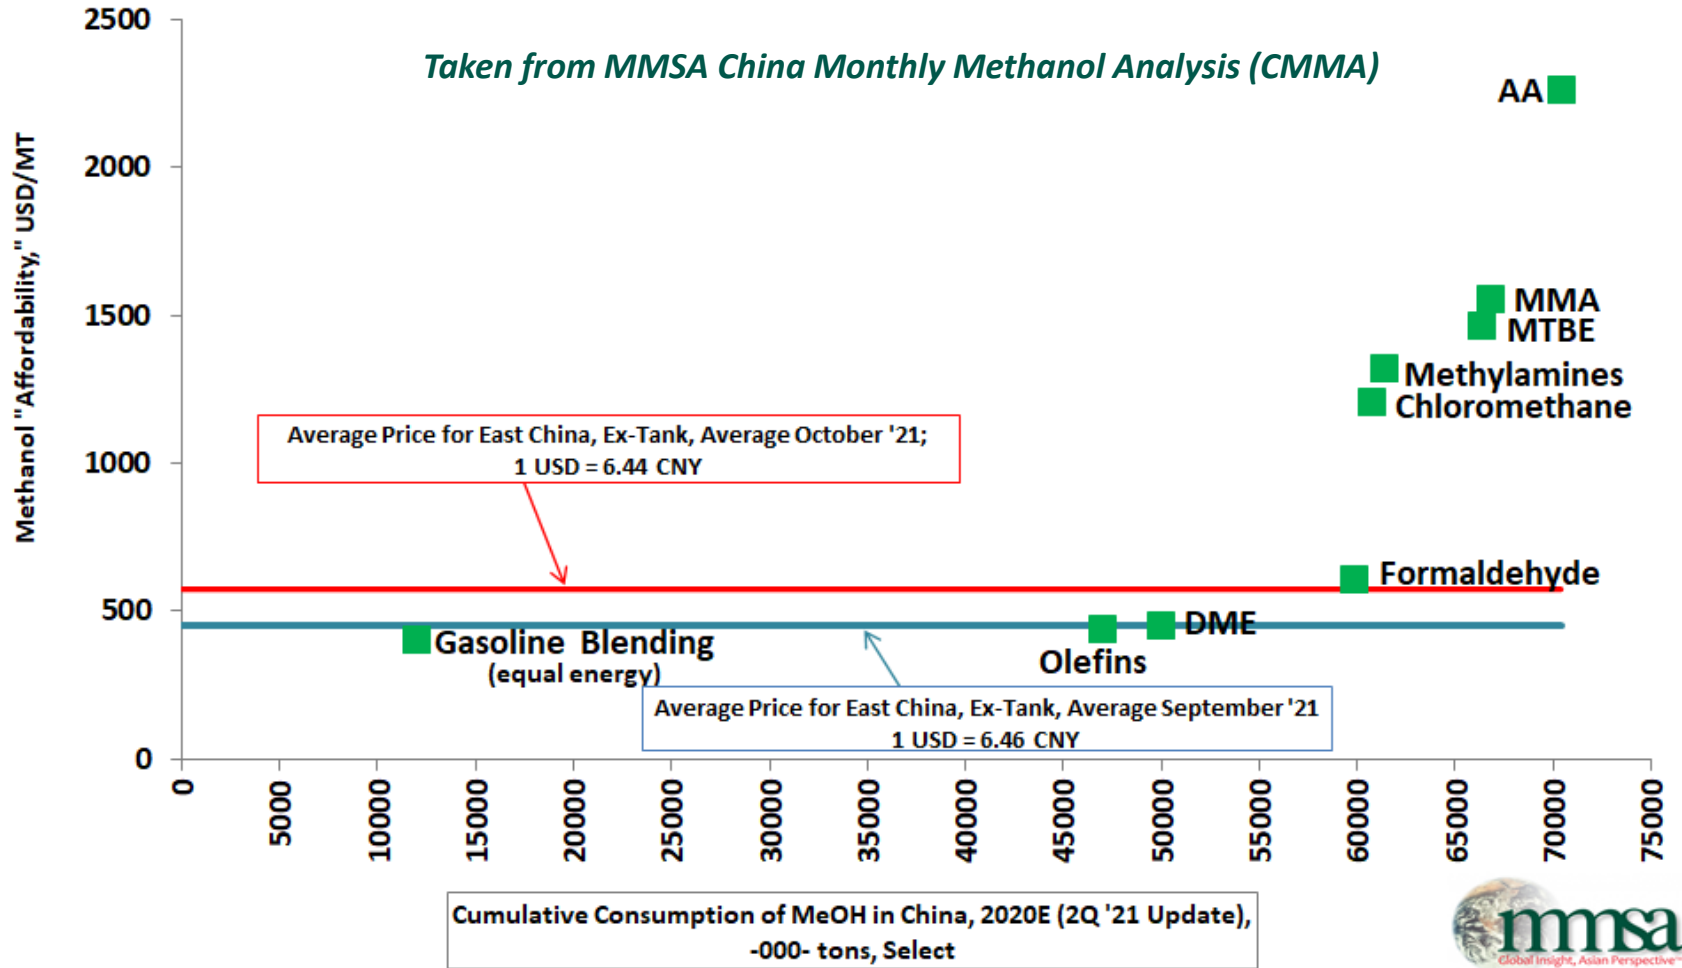 Taken from MMSA China Monthly Methanol Analysis (CMMA)
Methanol "Affordability," USD/MT
2500
2000
1500
1000
500
0
AA
MMA
MTBE
Methylamines
Chloromethane
Average Price for East China, Ex-Tank, Average October '21;
1 USD = 6.44 CNY
Formaldehyde
DME
Gasoline Blending
(equal energy)
Olefins
Average Price for East China, Ex-Tank, Average September '21
1 USD = 6.46 CNY
0
5000
10000
15000
20000
25000
30000
35000
40000
45000
50000
55000
60000
65000
70000
75000
Cumulative Consumption of MeOH in China, 2020E (2Q '21 Update),
-000- tons, Select
mmsa
Global Insight, Asian Perspective™